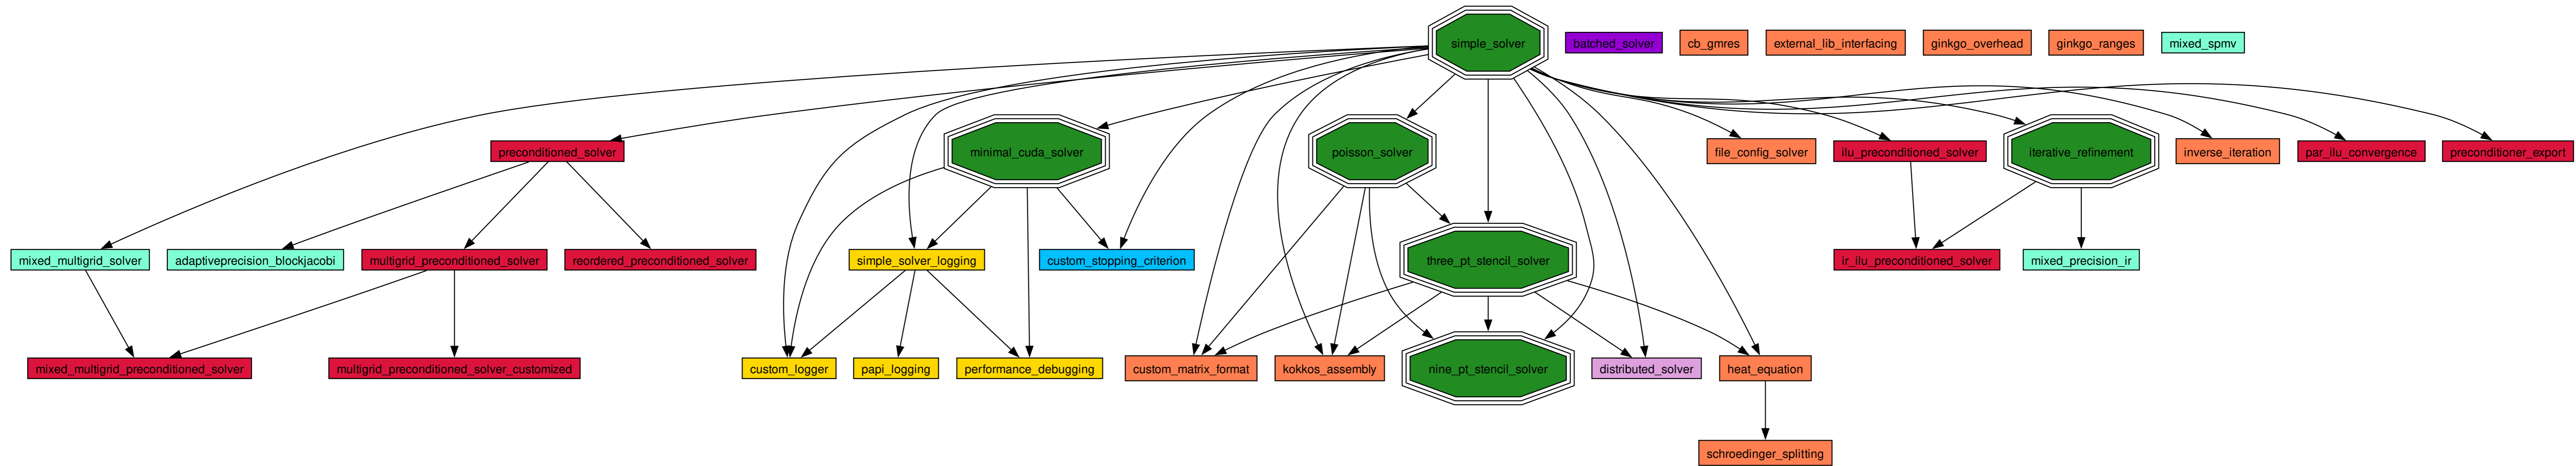 simple_solver
batched_solver
cb_gmres
external_lib_interfacing
ginkgo_overhead
ginkgo_ranges
mixed_spmv
preconditioned_solver
minimal_cuda_solver
poisson_solver
file_config_solver
ilu_preconditioned_solver
iterative_refinement
inverse_iteration
par_ilu_convergence
preconditioner_export
mixed_multigrid_solver
adaptiveprecision_blockjacobi
multigrid_preconditioned_solver
reordered_preconditioned_solver
simple_solver_logging
custom_stopping_criterion
three_pt_stencil_solver
ir_ilu_preconditioned_solver
mixed_precision_ir
mixed_multigrid_preconditioned_solver
multigrid_preconditioned_solver_customized
custom_logger
papi_logging
performance_debugging
custom_matrix_format
kokkos_assembly
nine_pt_stencil_solver
distributed_solver
heat_equation
schroedinger_splitting